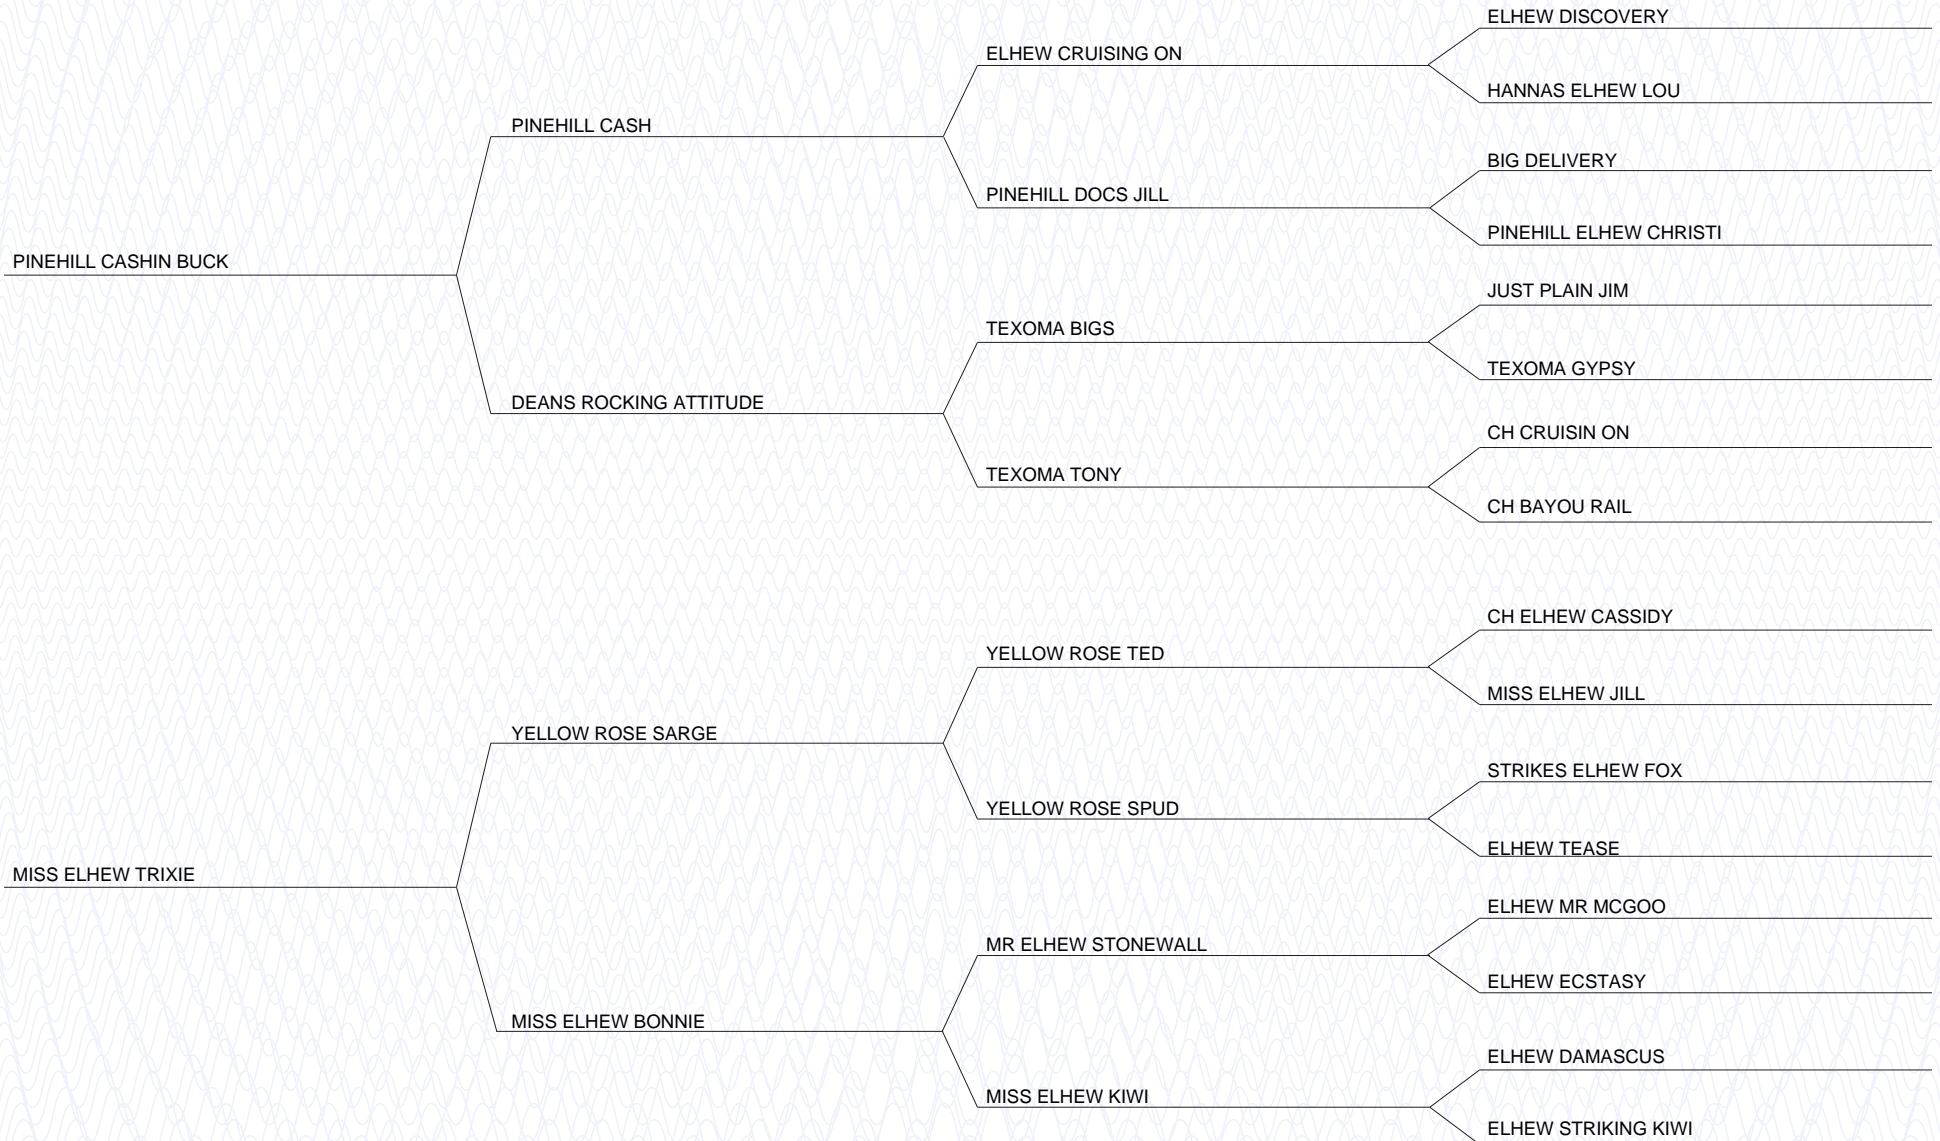 ELHEW DISCOVERY
ELHEW CRUISING ON
HANNAS ELHEW LOU
PINEHILL CASH
BIG DELIVERY
PINEHILL DOCS JILL
PINEHILL ELHEW CHRISTI
PINEHILL CASHIN BUCK
JUST PLAIN JIM
TEXOMA BIGS
TEXOMA GYPSY
DEANS ROCKING ATTITUDE
CH CRUISIN ON
TEXOMA TONY
CH BAYOU RAIL
CH ELHEW CASSIDY
YELLOW ROSE TED
MISS ELHEW JILL
YELLOW ROSE SARGE
STRIKES ELHEW FOX
YELLOW ROSE SPUD
ELHEW TEASE
MISS ELHEW TRIXIE
ELHEW MR MCGOO
MR ELHEW STONEWALL
ELHEW ECSTASY
MISS ELHEW BONNIE
ELHEW DAMASCUS
MISS ELHEW KIWI
ELHEW STRIKING KIWI